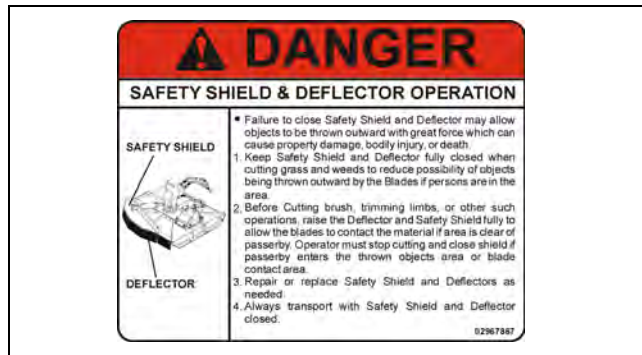 DANGER
SAFETY SHIELD & DEFLECTOR OPERATION
SAFETY SHIELD
DEFLECTOR
• Failure to close Safety Shield and Deflector may allow
objects to be thrown outward with great force which can
cause property damage, bodily injury, or death.
1. Keep Safety Shield and Deflector fully closed when
cutting grass and weeds to reduce possibility of objects
being thrown outward by the Blades if persons are in the
area.
2. Before Cutting brush, trimming limbs, or other such
operations, raise the Deflector and Safety Shield fully to
allow the blades to contact the material if area is clear of
passerby. Operator must stop cutting and close shield if
passerby enters the thrown objects area or blade
contact area.
3. Repair or replace Safety Shield and Deflectors as
needed.
4. Always transport with Safety Shield and Deflector
closed.
02967867